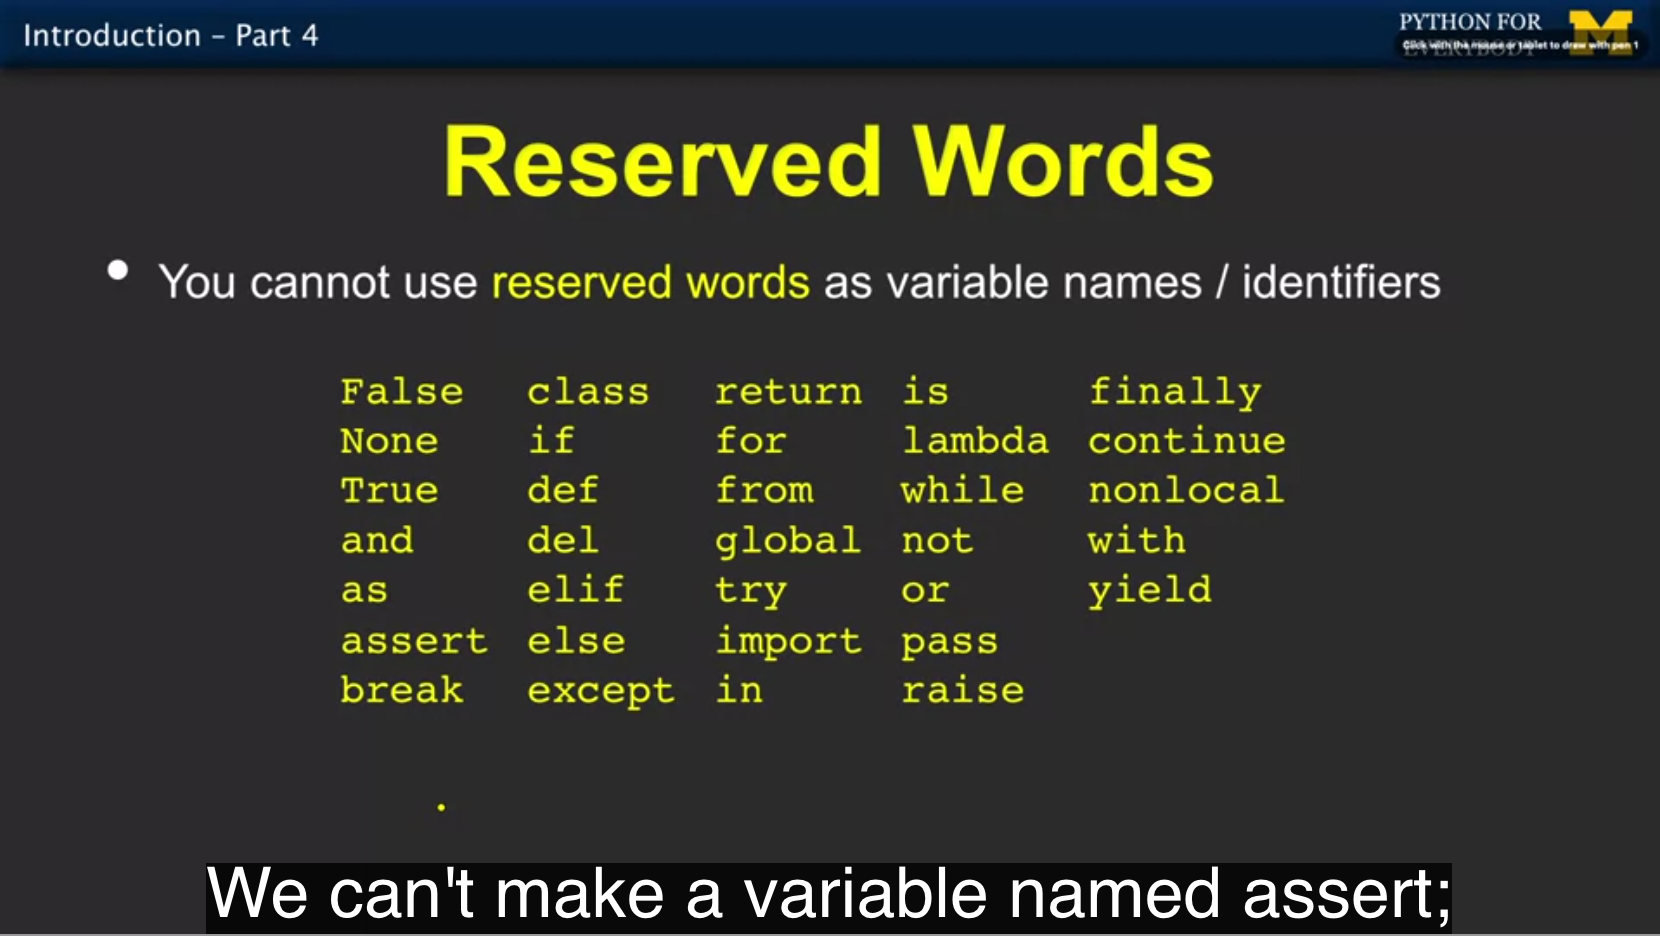 Introduction – Part 4
PYTHON FOR
EVERYBODY
Click with the mouse or tablet to draw with pen 1
Reserved Words
• You cannot use reserved words as variable names / identifiers
False class return is finally
None if for lambda continue
True def from while nonlocal
and del global not with
as elif try or yield
assert else import pass
break except in raise
We can't make a variable named assert;